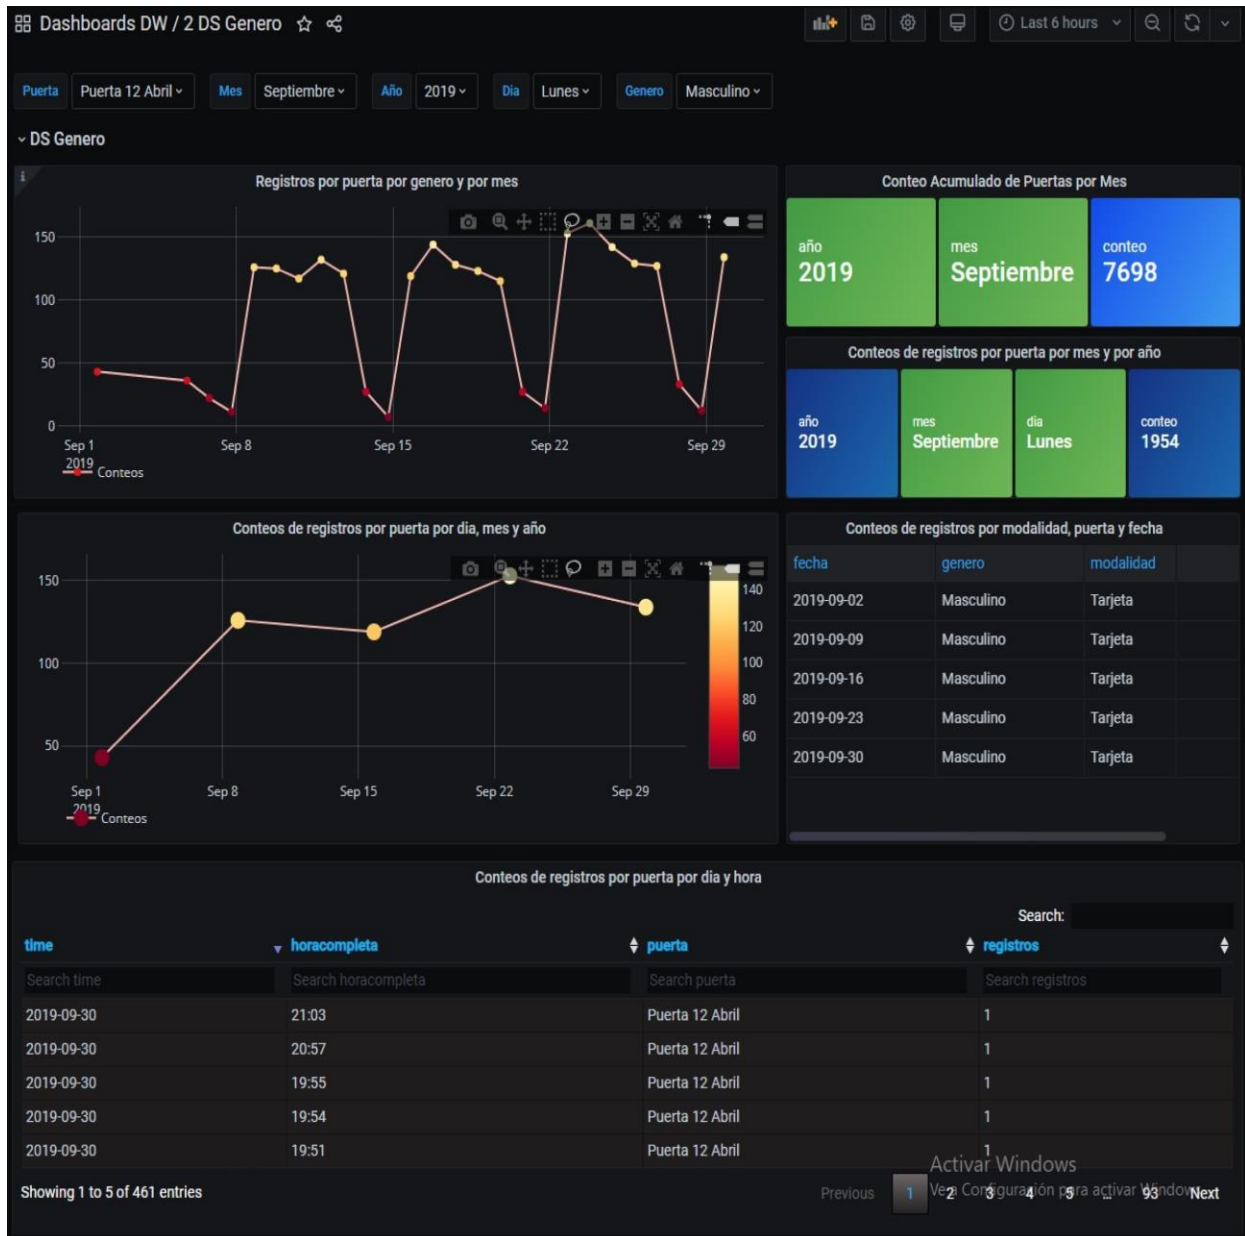 Dashboards DW / 2 DS Genero
Last 6 hours
Puerta Puerta 12 Abril Mes Septiembre Año 2019 Dia Lunes Genero Masculino
DS Genero
Registros por puerta por genero y por mes
150
100
50
0
Sep 1 Sep 8 Sep 15 Sep 22 Sep 29
2019
Conteos
Conteo Acumulado de Puertas por Mes
año mes conteo
2019 Septiembre 7698
Conteos de registros por puerta por mes y por año
año mes dia conteo
2019 Septiembre Lunes 1954
Conteos de registros por puerta por dia, mes y año
150
100
50
140
120
100
80
60
Sep 1 Sep 8 Sep 15 Sep 22 Sep 29
2019
Conteos
Conteos de registros por modalidad, puerta y fecha
fecha genero modalidad
2019-09-02 Masculino Tarjeta
2019-09-09 Masculino Tarjeta
2019-09-16 Masculino Tarjeta
2019-09-23 Masculino Tarjeta
2019-09-30 Masculino Tarjeta
Conteos de registros por puerta por dia y hora
Search:
time horacompleta puerta registros
Search time Search horacompleta Search puerta Search registros
2019-09-30 21:03 Puerta 12 Abril 1
2019-09-30 20:57 Puerta 12 Abril 1
2019-09-30 19:55 Puerta 12 Abril 1
2019-09-30 19:54 Puerta 12 Abril 1
2019-09-30 19:51 Puerta 12 Abril 1
Activar Windows
Ve a Configuración para activar Windows
Showing 1 to 5 of 461 entries Previous 1 2 3 4 5 ... 93 Next